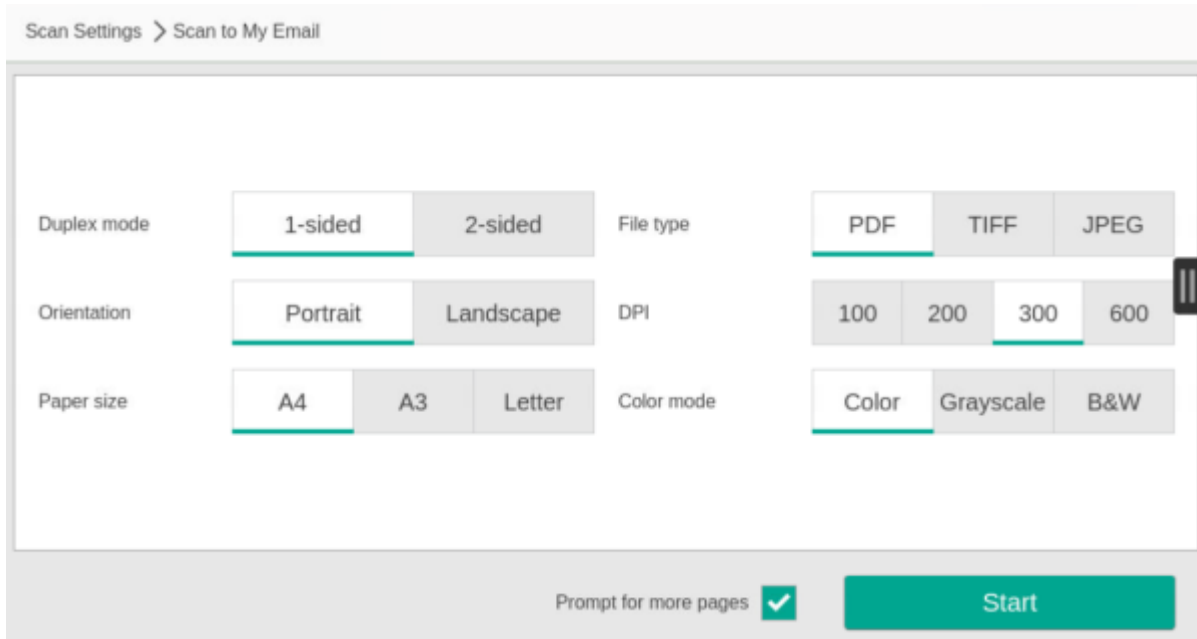 Scan Settings > Scan to My Email
Duplex mode 1-sided 2-sided File type PDF TIFF JPEG
Orientation Portrait Landscape DPI 100 200 300 600
Paper size A4 A3 Letter Color mode Color Grayscale B&W
Prompt for more pages Start